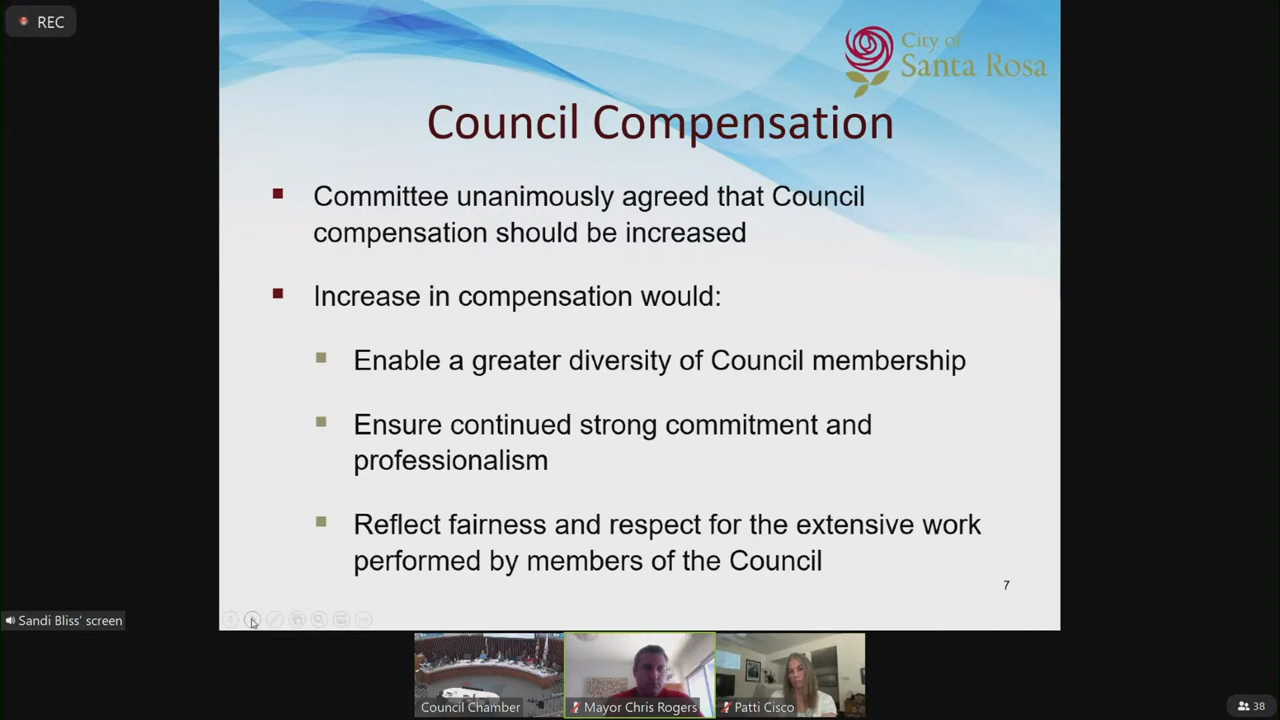 REC
City of
Santa Rosa
Council Compensation
Committee unanimously agreed that Council
compensation should be increased
Increase in compensation would:
Enable a greater diversity of Council membership
Ensure continued strong commitment and
professionalism
Reflect fairness and respect for the extensive work
performed by members of the Council
7
Sandi Bliss' screen
Council Chamber
Mayor Chris Rogers
Patti Cisco
38